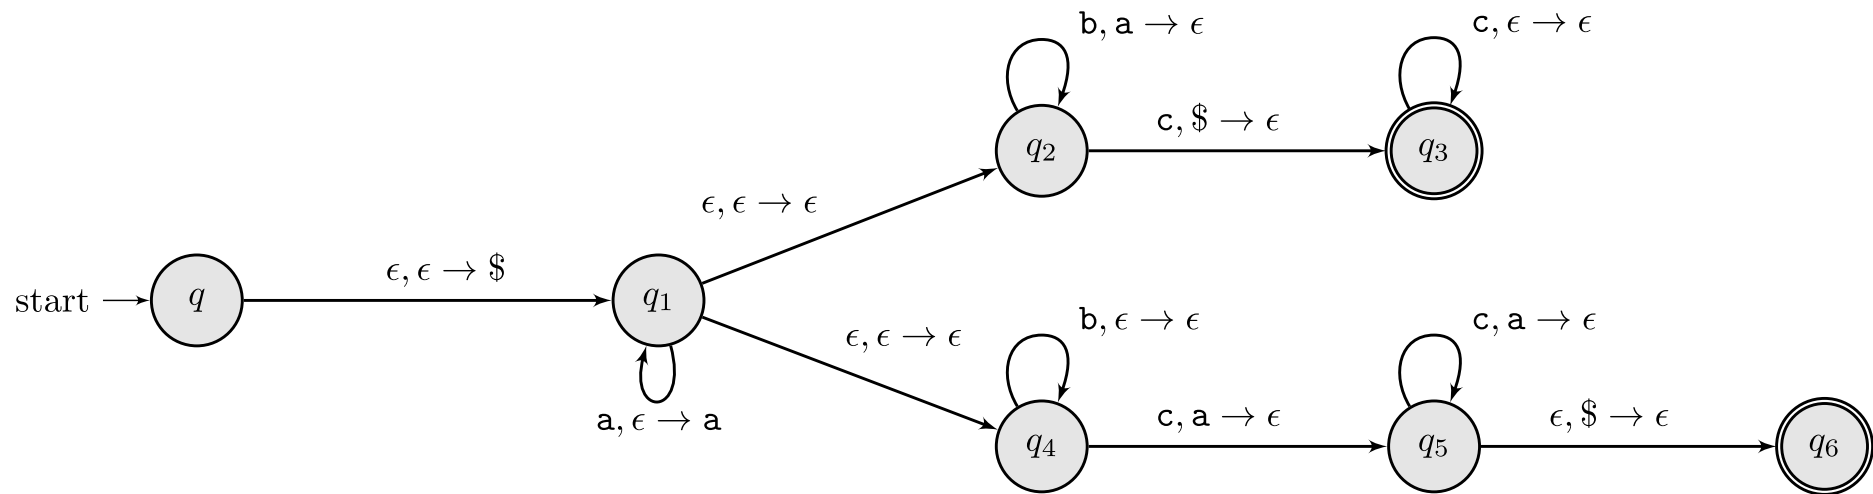 b, a → ϵ
c, ϵ → ϵ
c, $ → ϵ
q₂
q₃
ϵ, ϵ → ϵ
ϵ, ϵ → $
start
q
q₁
b, ϵ → ϵ
c, a → ϵ
ϵ, ϵ → ϵ
a, ϵ → a
c, a → ϵ
ϵ, $ → ϵ
q₄
q₅
q₆